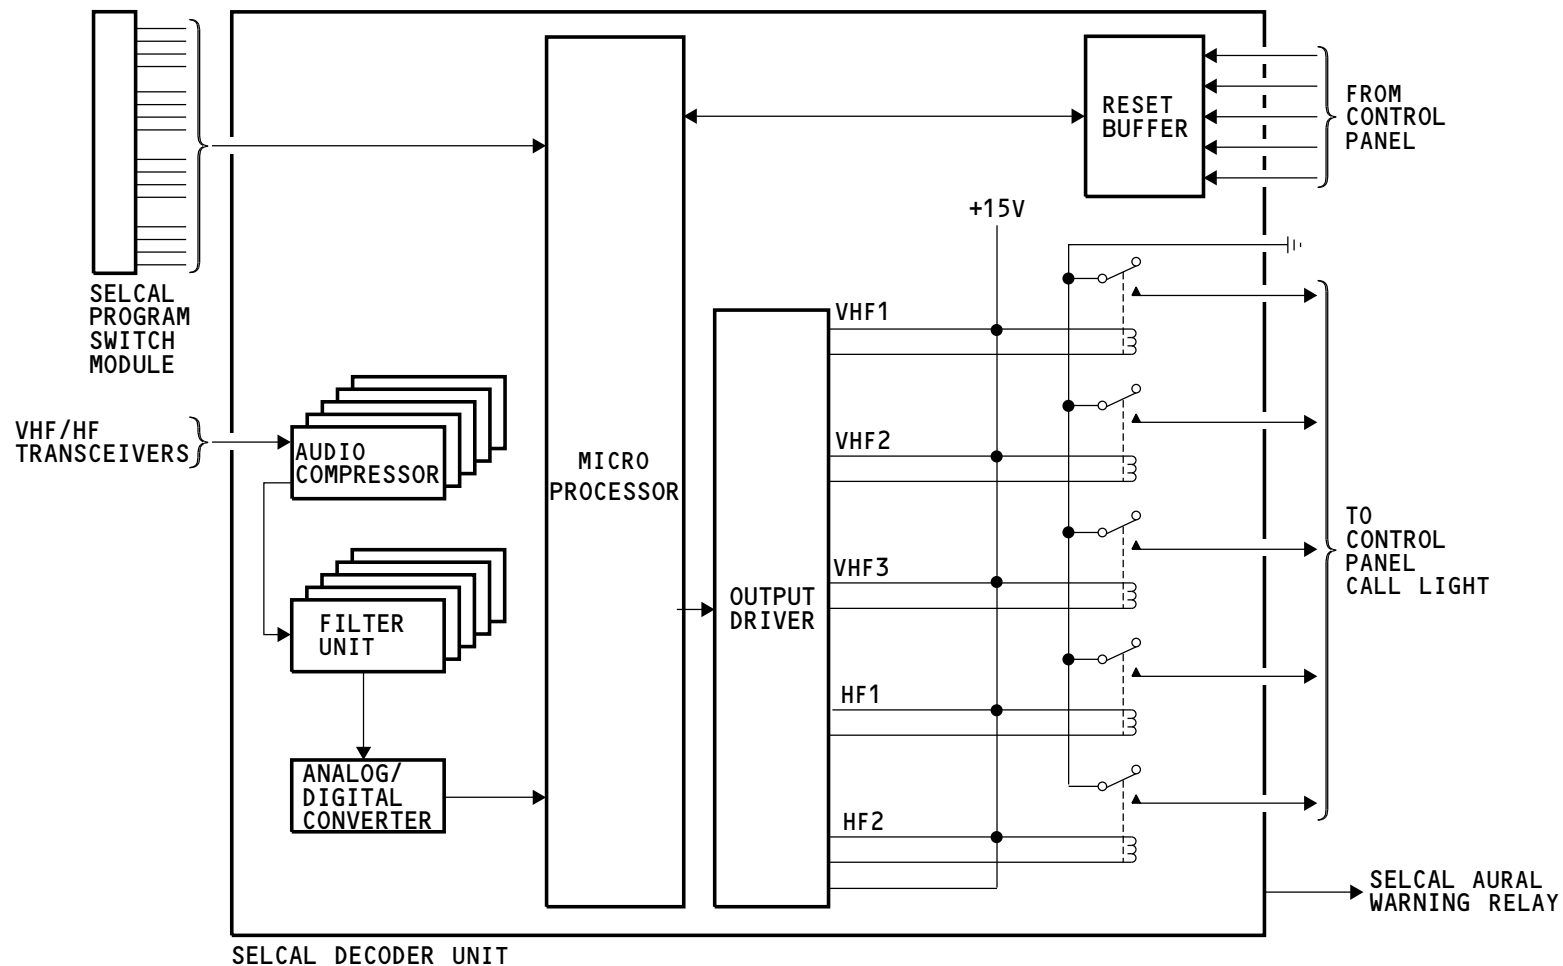 RESET
BUFFER
FROM
CONTROL
PANEL
+15V
SELCAL
PROGRAM
SWITCH
MODULE
VHF1
VHF/HF
TRANSCEIVERS
AUDIO
COMPRESSOR
MICRO
PROCESSOR
VHF2
TO
CONTROL
PANEL
CALL LIGHT
VHF3
OUTPUT
DRIVER
FILTER
UNIT
HF1
ANALOG/
DIGITAL
CONVERTER
HF2
SELCAL AURAL
WARNING RELAY
SELCAL DECODER UNIT